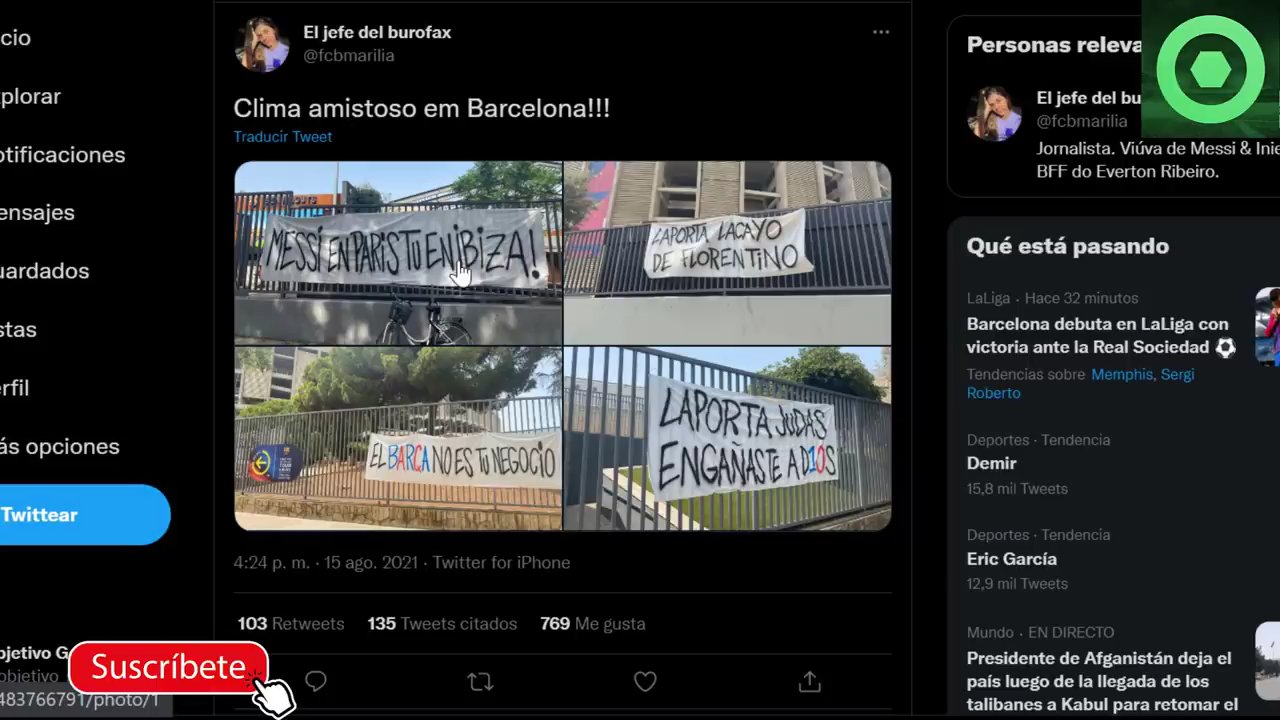 cio
xplorar
otificaciones
ensajes
uardados
stas
erfil
ás opciones
Twittear
bjetivo G
objetivo
483766791/photo/1
Suscríbete
El jefe del burofax
@fcbmarilia
Clima amistoso em Barcelona!!!
Traducir Tweet
MESSI EN PARIS TU EN iBiZA!
LAPORTA LACAYO
DE FLORENTiNO
EL BARÇA NO ES TU NEGOCiO
LAPORTA JUDAS
ENGAÑASTE A D10S
4:24 p. m. · 15 ago. 2021 · Twitter for iPhone
103 Retweets 135 Tweets citados 769 Me gusta
Personas releva
El jefe del bu
@fcbmarilia
Jornalista. Viúva de Messi & Inie
BFF do Everton Ribeiro.
Qué está pasando
LaLiga · Hace 32 minutos
Barcelona debuta en LaLiga con
victoria ante la Real Sociedad
Tendencias sobre Memphis, Sergi
Roberto
Deportes · Tendencia
Demir
15,8 mil Tweets
Deportes · Tendencia
Eric García
12,9 mil Tweets
Mundo · EN DIRECTO
Presidente de Afganistán deja el
país luego de la llegada de los
talibanes a Kabul para retomar el